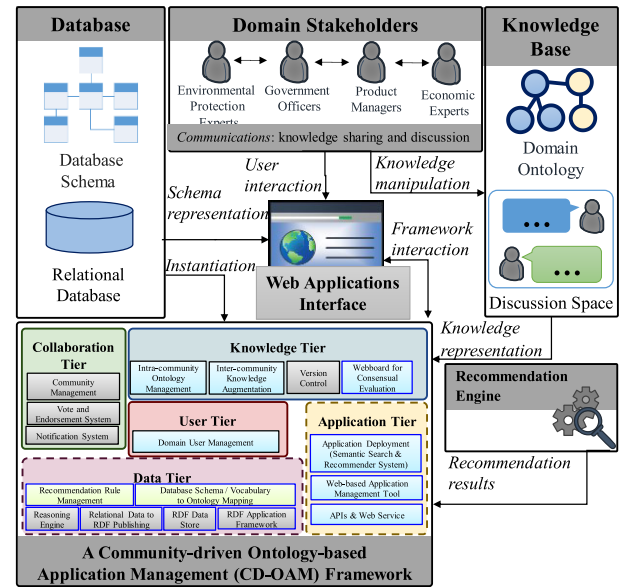 Database
Database
Schema
Relational
Database
Domain Stakeholders
Environmental
Protection
Experts
Government
Officers
Product
Managers
Economic
Experts
Communications: knowledge sharing and discussion
Knowledge
Base
Domain
Ontology
Discussion Space
User
interaction
Knowledge
manipulation
Schema
representation
Framework
interaction
Instantiation
Web Applications
Interface
Knowledge
representation
Collaboration
Tier
Community
Management
Vote and
Endorsement System
Notification System
Knowledge Tier
Intra-community
Ontology
Management
Inter-community
Knowledge
Augmentation
Version
Control
Webboard for
Consensual
Evaluation
User Tier
Domain User Management
Application Tier
Application Deployment
(Semantic Search &
Recommender System)
Web-based Application
Management Tool
APIs & Web Service
Data Tier
Recommendation Rule
Management
Database Schema / Vocabulary
to Ontology Mapping
Reasoning
Engine
Relational Data to
RDF Publishing
RDF Data
Store
RDF Application
Framework
Recommendation
Engine
Recommendation
results
A Community-driven Ontology-based
Application Management (CD-OAM) Framework